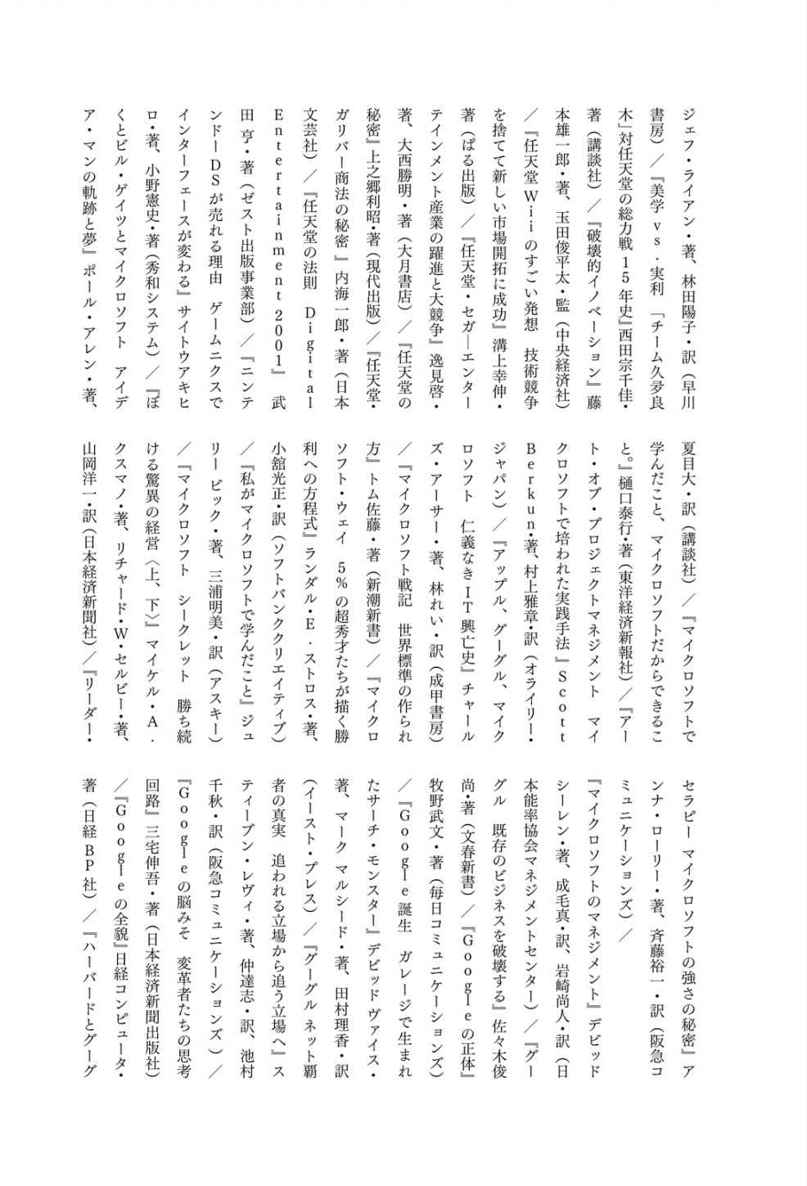 ジェフ・ライアン・著、林田陽子・訳（早川
書房）／『美学vs.実利　「チーム久夛良
木」対任天堂の総力戦15年史』西田宗千佳・
著（講談社）／『破壊的イノベーション』藤
本雄一郎・著、玉田俊平太・監（中央経済社）
／『任天堂Wiiのすごい発想　技術競争
を捨てて新しい市場開拓に成功』溝上幸伸・
著（ぱる出版）／『任天堂・セガ―エンター
テインメント産業の躍進と大競争』逸見啓・
著、大西勝明・著（大月書店）／『任天堂の
秘密』上之郷利昭・著（現代出版）／『任天堂・
ガリバー商法の秘密』内海一郎・著（日本
文芸社）／『任天堂の法則　Digital
Entertainment2001』　武
田　亨・著（ゼスト出版事業部）／『ニンテ
ンドーDSが売れる理由　ゲームニクスで
インターフェースが変わる』サイトウアキヒ
ロ・著、小野憲史・著（秀和システム）／『ぼ
くとビル・ゲイツとマイクロソフト　アイデ
ア・マンの軌跡と夢』ポール・アレン・著、
夏目大・訳（講談社）／『マイクロソフトで
学んだこと、マイクロソフトだからできるこ
と。』樋口泰行・著（東洋経済新報社）／『アー
ト・オブ・プロジェクトマネジメント　マイ
クロソフトで培われた実践手法』Scott
Berkun・著、村上雅章・訳（オライリー・
ジャパン）／『アップル、グーグル、マイク
ロソフト　仁義なきIT興亡史』チャール
ズ・アーサー・著、林れい・訳（成甲書房）
／『マイクロソフト戦記　世界標準の作られ
方』トム佐藤・著（新潮新書）／『マイクロ
ソフト・ウェイ　5%の超秀才たちが描く勝
利への方程式』ランダル・E．ストロス・著、
小舘光正・訳（ソフトバンククリエイティブ）
／『私がマイクロソフトで学んだこと』ジュ
リー　ビック・著、三浦明美・訳（アスキー）
／『マイクロソフト　シークレット　勝ち続
ける驚異の経営〈上、下〉』マイケル・A．
クスマノ・著、リチャード・W・セルビー・著、
山岡洋一・訳（日本経済新聞社）／『リーダー・
セラピー　マイクロソフトの強さの秘密』ア
ンナ・ローリー・著、斉藤裕一・訳（阪急コ
ミュニケーションズ）／
『マイクロソフトのマネジメント』デビッド
シーレン・著、成毛真・訳、岩崎尚人・訳（日
本能率協会マネジメントセンター）／『グー
グル　既存のビジネスを破壊する』佐々木俊
尚・著（文春新書）／『Googleの正体』
牧野武文・著（毎日コミュニケーションズ）
／『Google誕生　ガレージで生まれ
たサーチ・モンスター』デビッド　ヴァイス・
著、マーク　マルシード・著、田村理香・訳
（イースト・プレス）／『グーグル　ネット覇
者の真実　追われる立場から追う立場へ』ス
ティーブン・レヴィ・著、仲達志・訳、池村
千秋・訳（阪急コミュニケーションズ）／
『Googleの脳みそ　変革者たちの思考
回路』三宅伸吾・著（日本経済新聞出版社）
／『Googleの全貌』日経コンピュータ・
著（日経BP社）／『ハーバードとグーグ